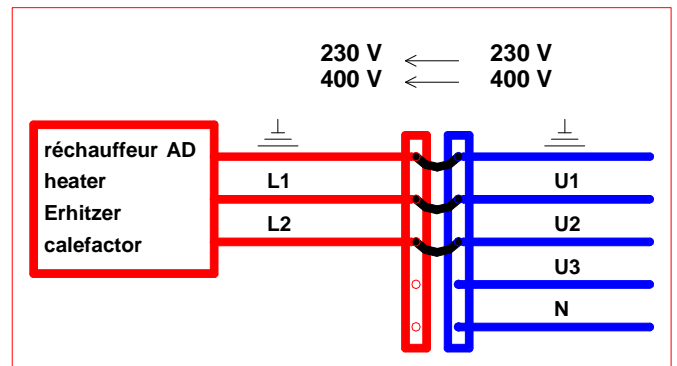 230 V 230 V
400 V 400 V
réchauffeur AD
heater
Erhitzer
calefactor
L1
L2
U1
U2
U3
N